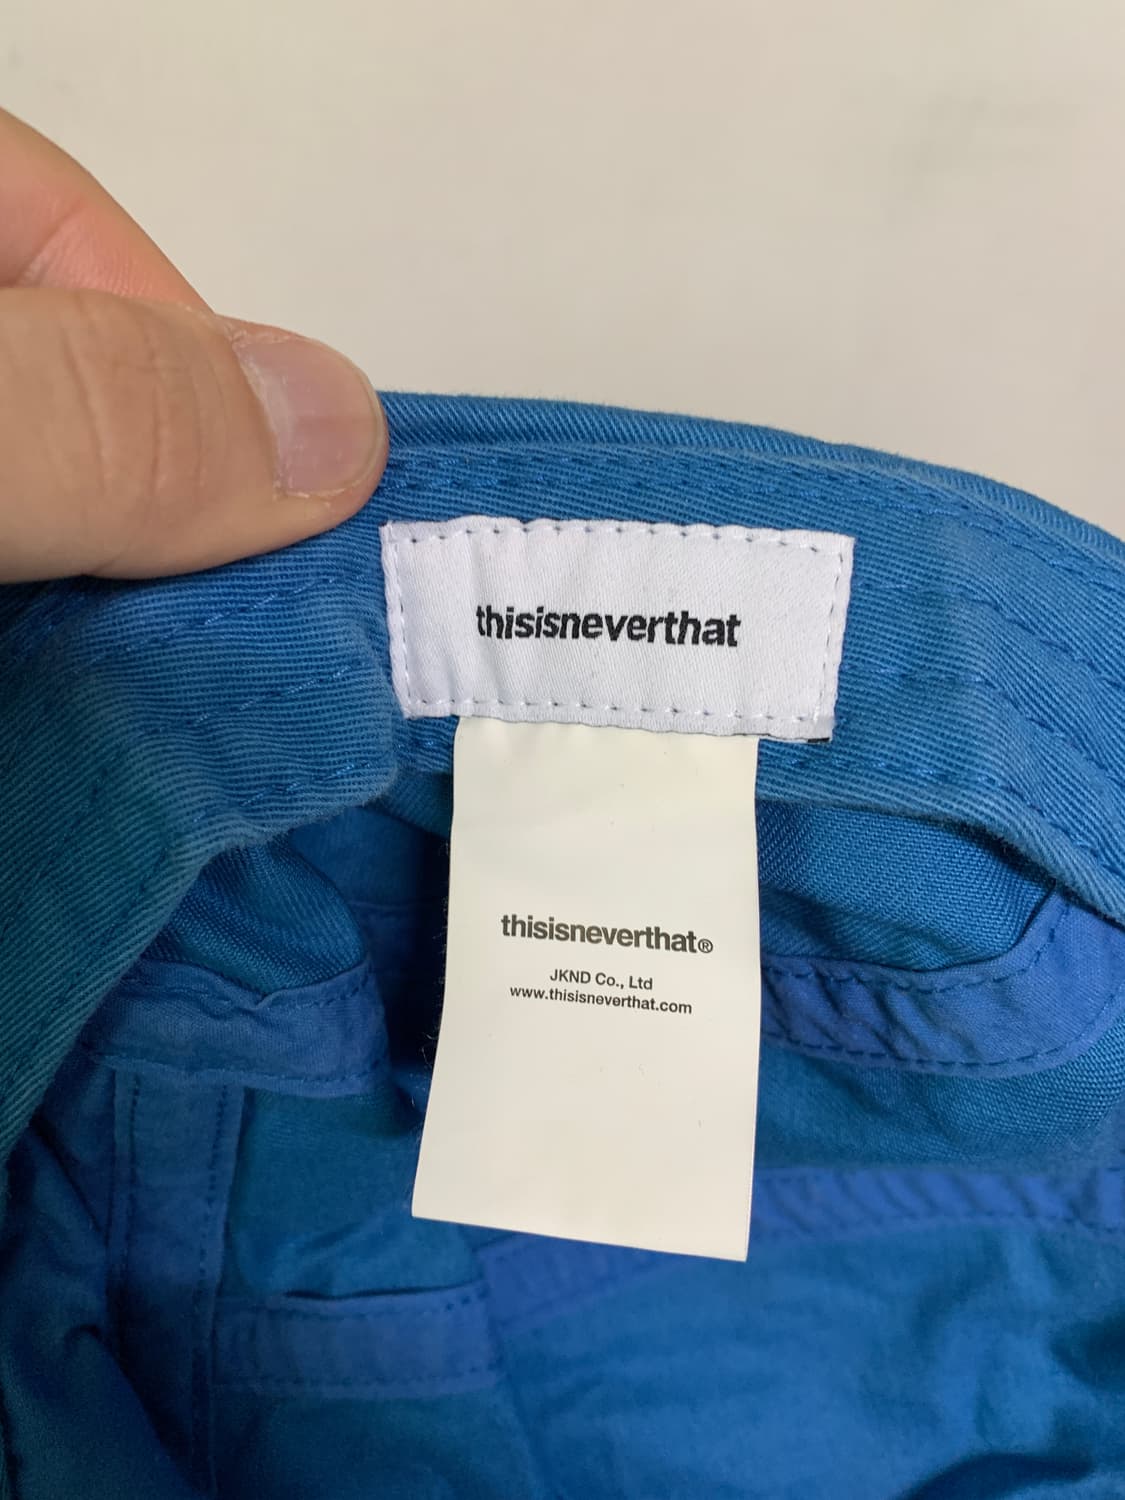 thisisneverthat
thisisneverthat®
JKND Co., Ltd
www.thisisneverthat.com